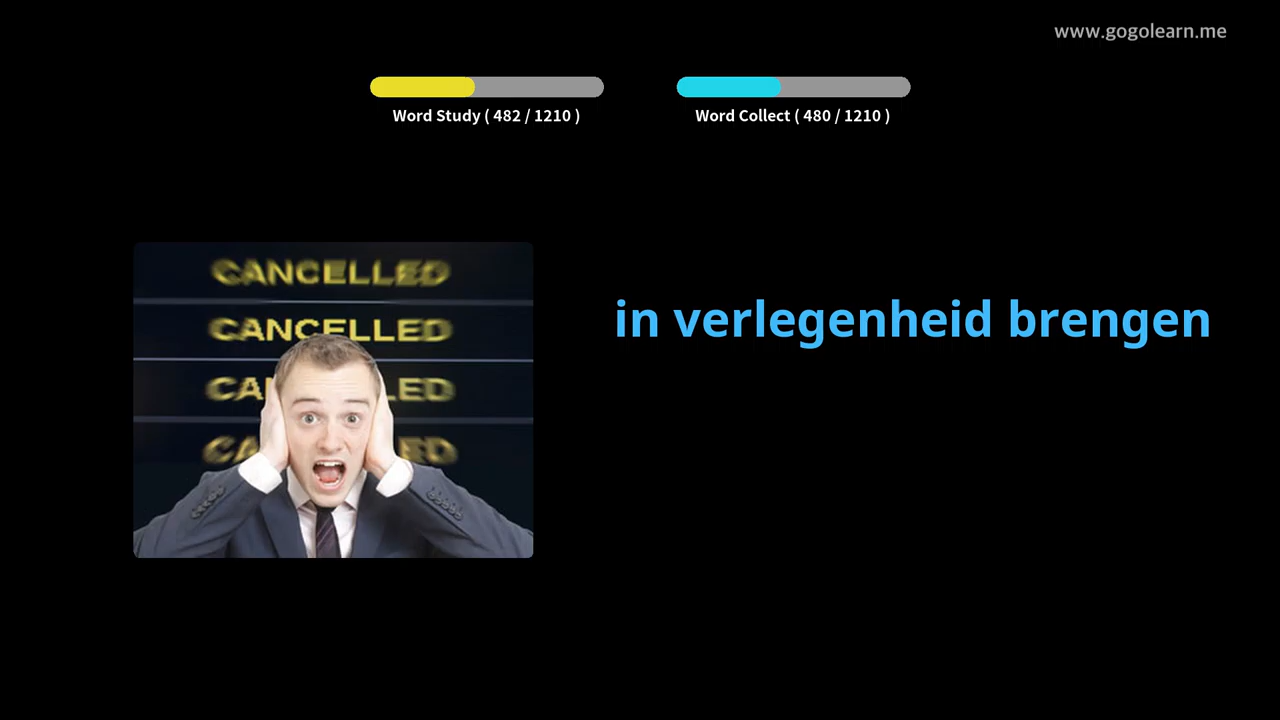 www.gogolearn.me
Word Study ( 482 / 1210 )
Word Collect ( 480 / 1210 )
CANCELLED
CANCELLED
in verlegenheid brengen